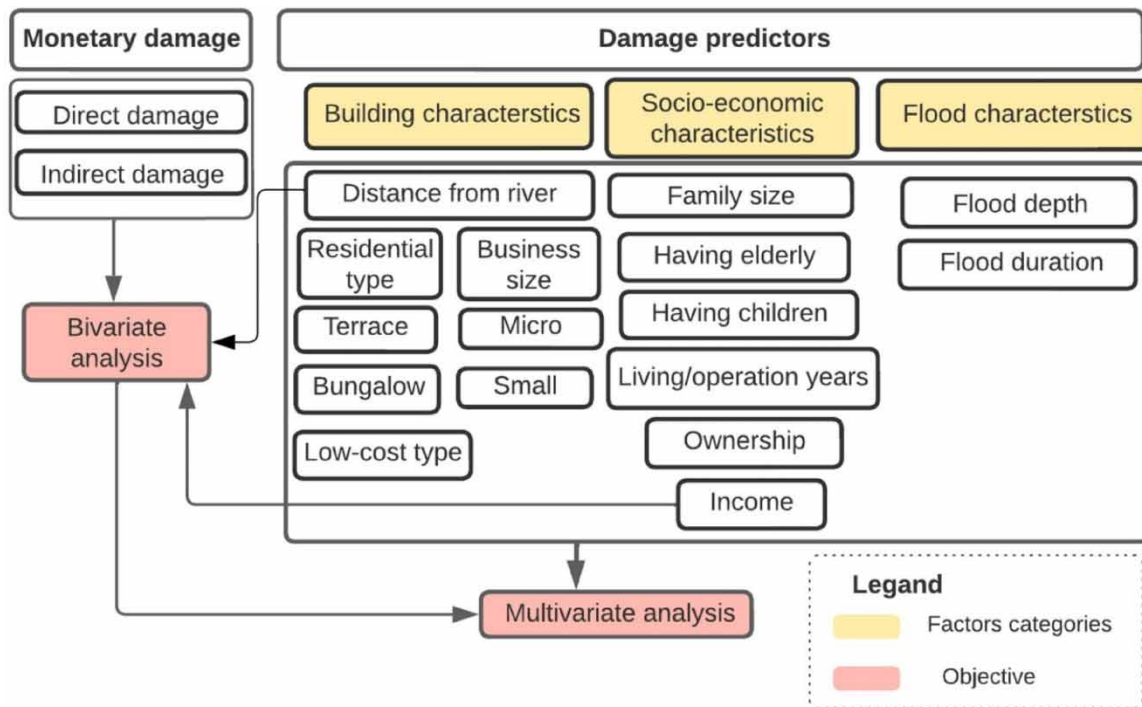 Monetary damage
Damage predictors
Direct damage
Indirect damage
Building characterstics
Socio-economic
characteristics
Flood characterstics
Distance from river
Residential
type
Business
size
Terrace
Micro
Bungalow
Small
Low-cost type
Family size
Having elderly
Having children
Living/operation years
Ownership
Income
Flood depth
Flood duration
Bivariate
analysis
Multivariate analysis
Legand
Factors categories
Objective